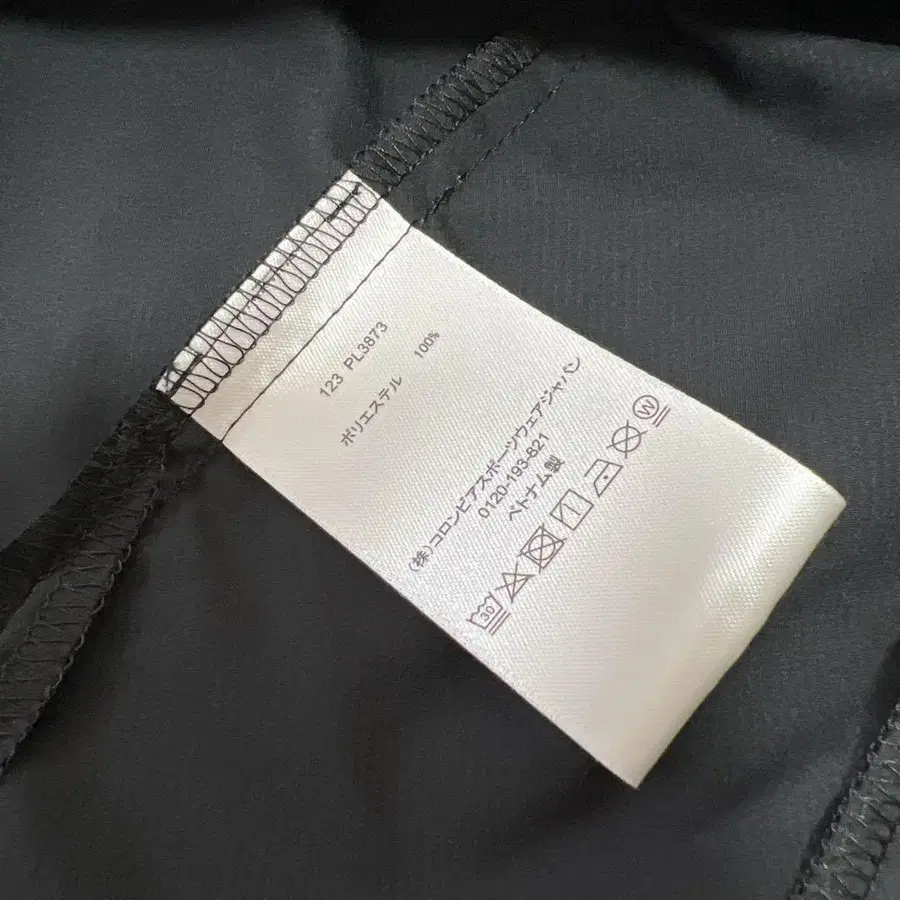 123 PL3873
ポリエステル 100%
(株)コロンビアスポーツウェアジャパン
0120-193-821
ベトナム製
30 W